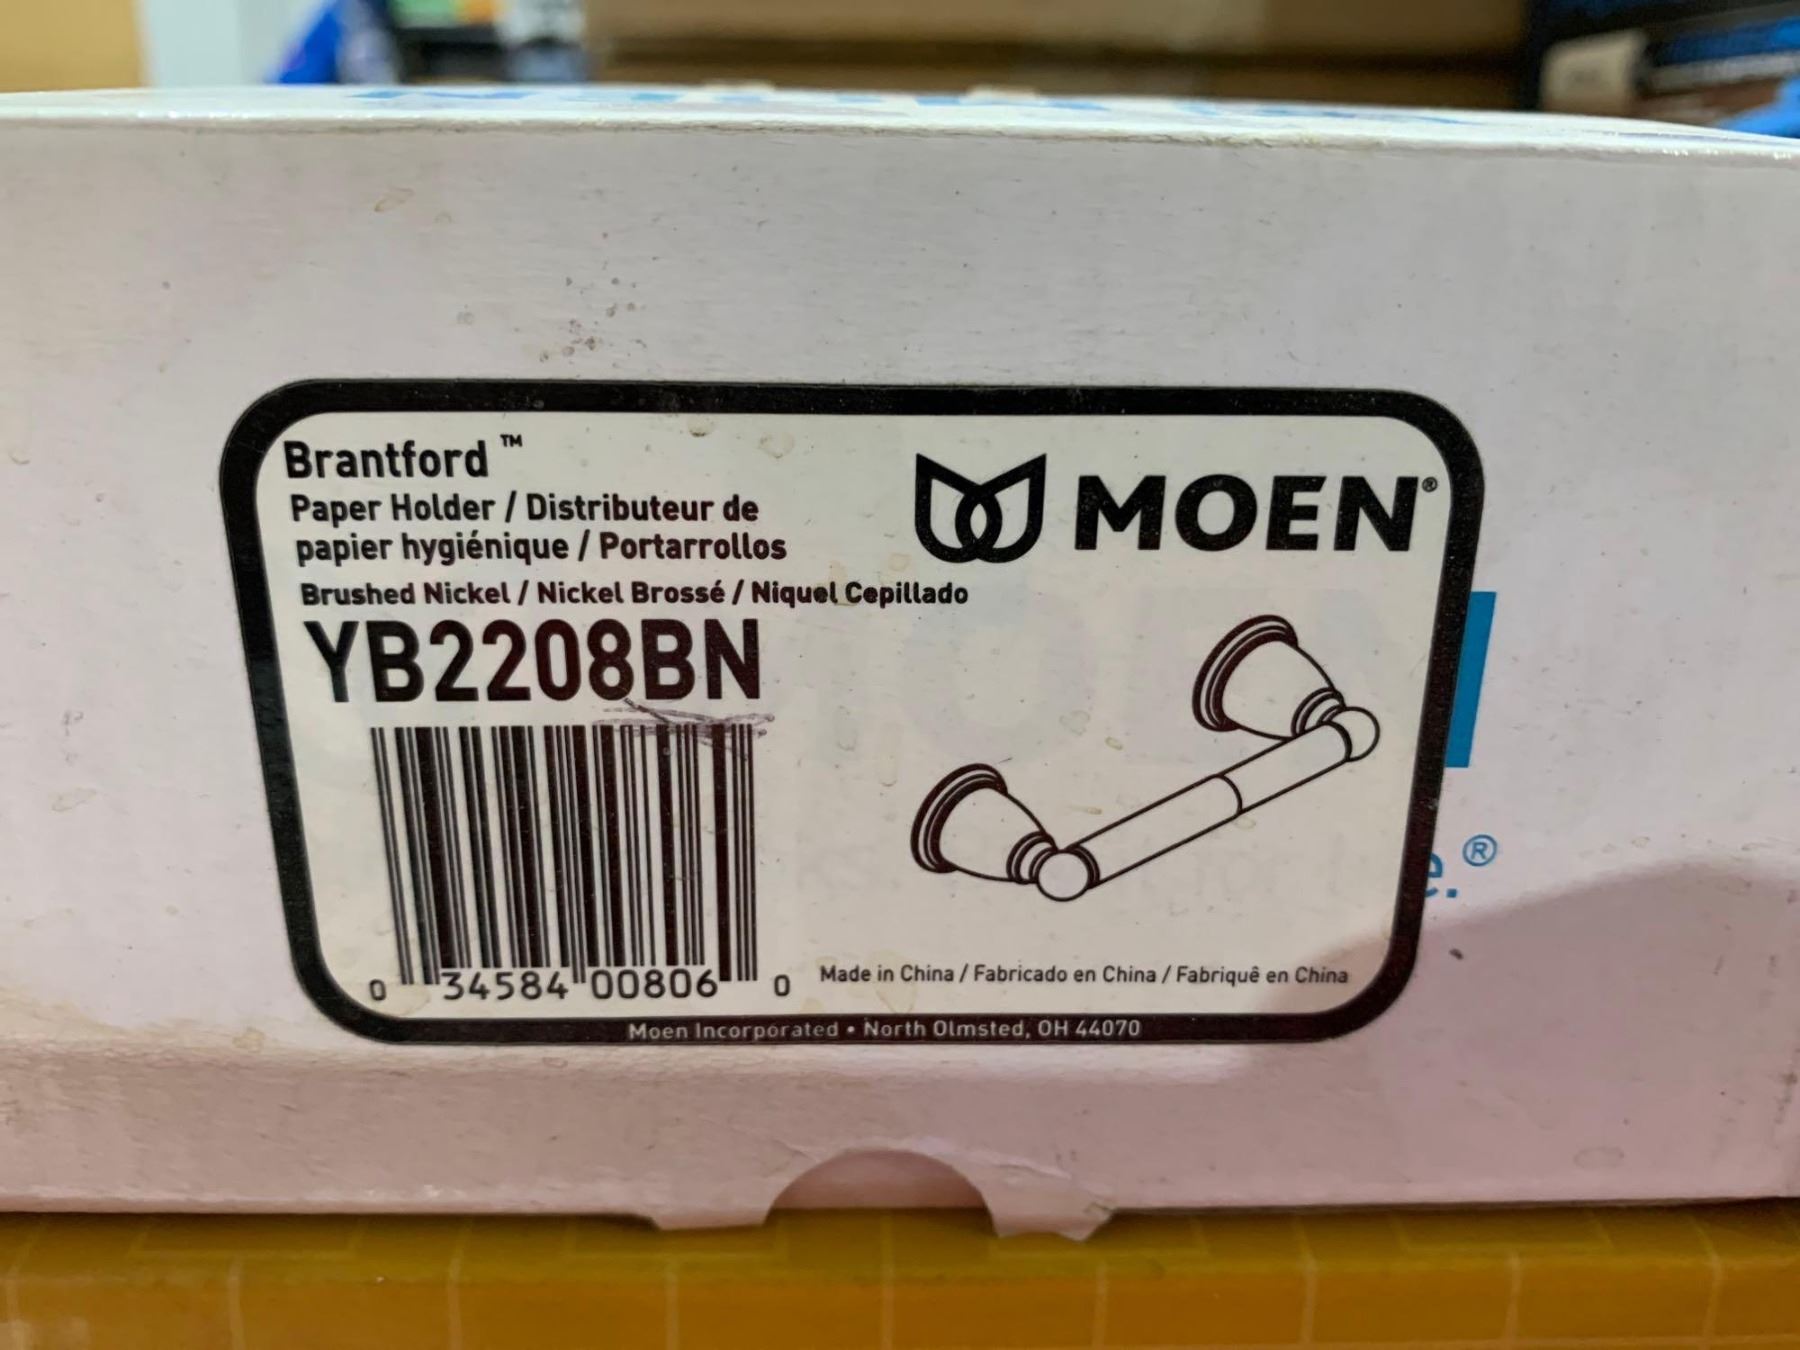 Brantford™
Paper Holder / Distributeur de
papier hygiénique / Portarrollos
Brushed Nickel / Nickel Brossé / Niquel Cepillado
YB2208BN
MOEN®
0 34584 00806 0
Made in China / Fabricado en China / Fabriquê en China
Moen Incorporated • North Olmsted, OH 44070
e.®